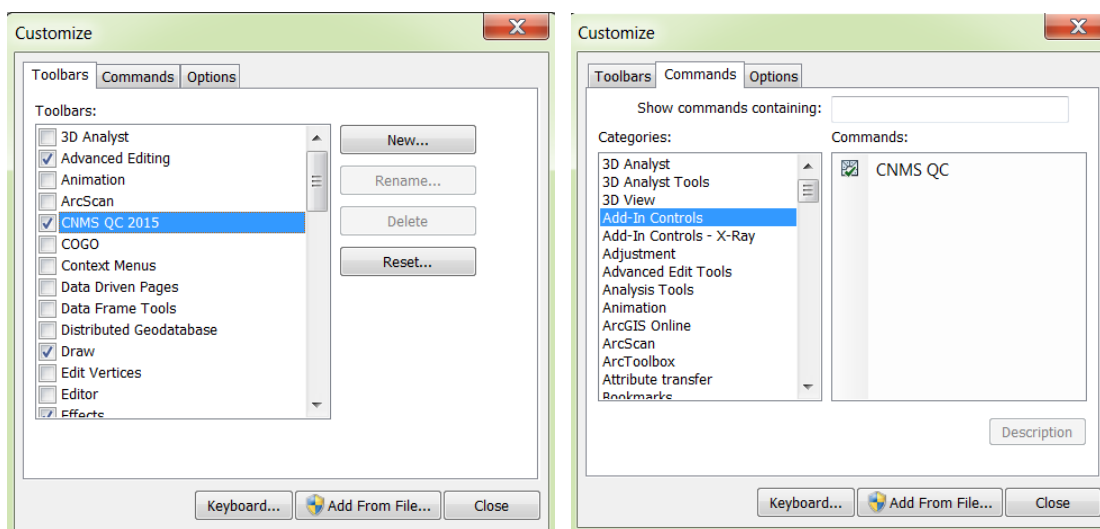 Customize
Toolbars Commands Options
Toolbars:
3D Analyst
Advanced Editing
Animation
ArcScan
CNMS QC 2015
COGO
Context Menus
Data Driven Pages
Data Frame Tools
Distributed Geodatabase
Draw
Edit Vertices
Editor
Effects
New...
Rename...
Delete
Reset...
Keyboard... Add From File... Close
Customize
Toolbars Commands Options
Show commands containing:
Categories:
3D Analyst
3D Analyst Tools
3D View
Add-In Controls
Add-In Controls - X-Ray
Adjustment
Advanced Edit Tools
Analysis Tools
Animation
ArcGIS Online
ArcScan
ArcToolbox
Attribute transfer
Bookmarks
Commands:
CNMS QC
Description
Keyboard... Add From File... Close